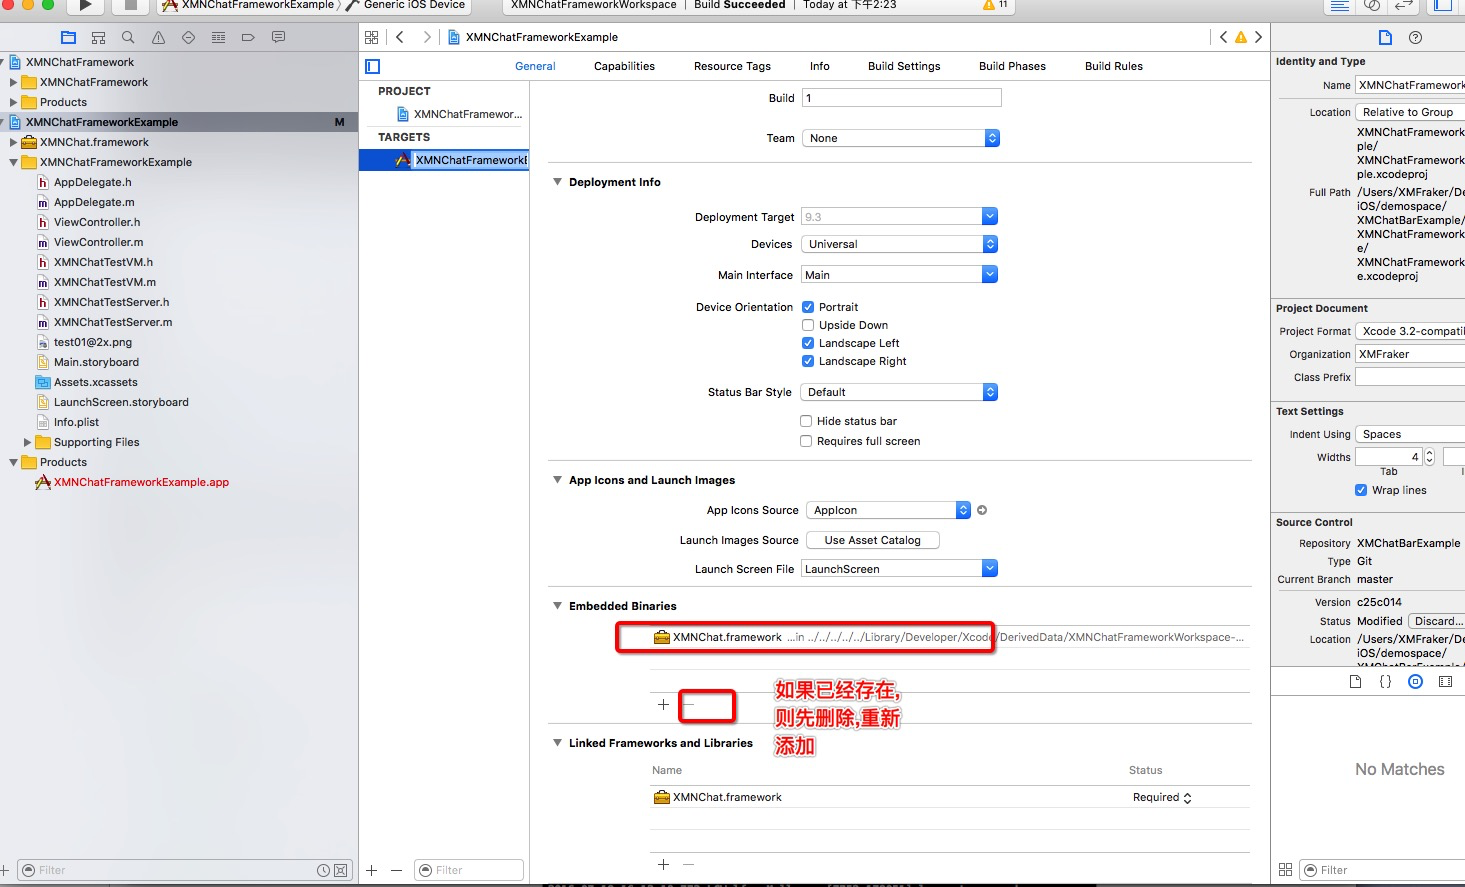 XMNChatFrameworkExample
Generic iOS Device
XMNChatFrameworkWorkspace
Build Succeeded
Today at 下午2:23
11
XMNChatFramework
XMNChatFramework
Products
XMNChatFrameworkExample M
XMNChat.framework
XMNChatFrameworkExample
AppDelegate.h
AppDelegate.m
ViewController.h
ViewController.m
XMNChatTestVM.h
XMNChatTestVM.m
XMNChatTestServer.h
XMNChatTestServer.m
test01@2x.png
Main.storyboard
Assets.xcassets
LaunchScreen.storyboard
Info.plist
Supporting Files
Products
XMNChatFrameworkExample.app
Filter
XMNChatFrameworkExample
General Capabilities Resource Tags Info Build Settings Build Phases Build Rules
PROJECT
XMNChatFramewor...
TARGETS
XMNChatFrameworkE
Filter
Build 1
Team None
Deployment Info
Deployment Target 9.3
Devices Universal
Main Interface Main
Device Orientation Portrait
Upside Down
Landscape Left
Landscape Right
Status Bar Style Default
Hide status bar
Requires full screen
App Icons and Launch Images
App Icons Source AppIcon
Launch Images Source Use Asset Catalog
Launch Screen File LaunchScreen
Embedded Binaries
XMNChat.framework ...in ../../../../../Library/Developer/Xcode/DerivedData/XMNChatFrameworkWorkspace-...
如果已经存在,
则先删除,重新
添加
Linked Frameworks and Libraries
Name Status
XMNChat.framework Required
Identity and Type
Name XMNChatFramework
Location Relative to Group
XMNChatFramework
ple/
XMNChatFramework
ple.xcodeproj
Full Path /Users/XMFraker/De
iOS/demospace/
XMChatBarExample/
XMNChatFramework
e/
XMNChatFramework
e.xcodeproj
Project Document
Project Format Xcode 3.2-compati
Organization XMFraker
Class Prefix
Text Settings
Indent Using Spaces
Widths 4
Tab
Wrap lines
Source Control
Repository XMChatBarExample
Type Git
Current Branch master
Version c25c014
Status Modified Discard...
Location /Users/XMFraker/De
iOS/demospace/
No Matches
Filter